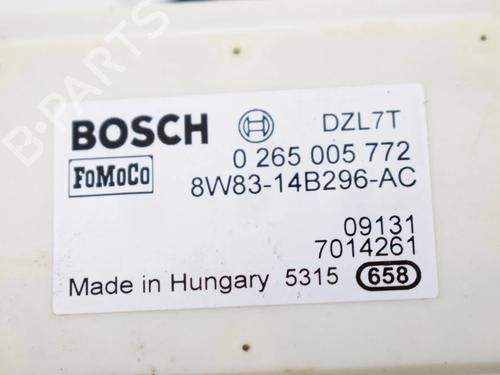 BOSCH DZL7T
FoMoCo 0 265 005 772
8W83-14B296-AC
09131
7014261
Made in Hungary 5315 658
B-PARTS